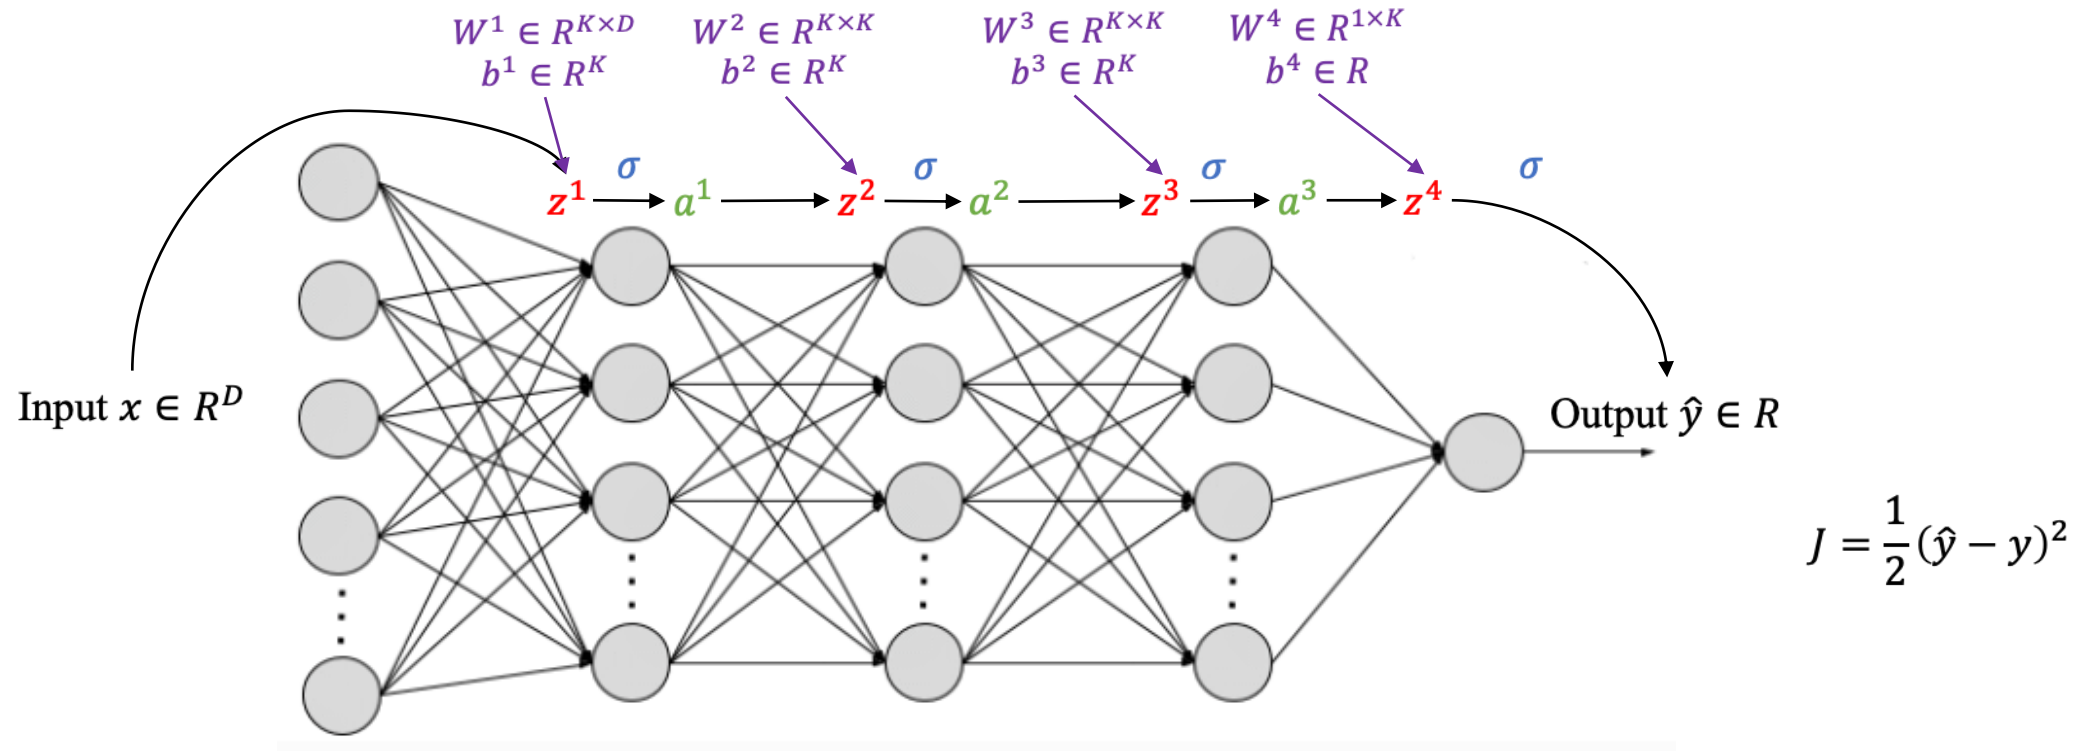 W¹ ∈ R^{K×D}
b¹ ∈ R^K
W² ∈ R^{K×K}
b² ∈ R^K
W³ ∈ R^{K×K}
b³ ∈ R^K
W⁴ ∈ R^{1×K}
b⁴ ∈ R
σ σ σ σ
z¹ a¹ z² a² z³ a³ z⁴
Input x ∈ R^D
Output ŷ ∈ R
J = \frac{1}{2}(ŷ − y)²